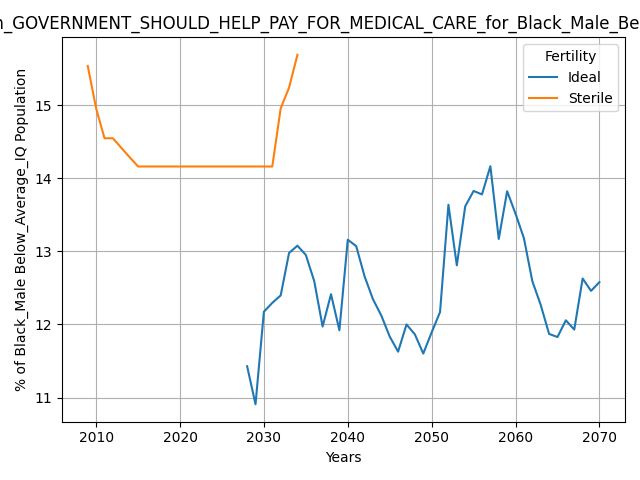 n_GOVERNMENT_SHOULD_HELP_PAY_FOR_MEDICAL_CARE_for_Black_Male_Be
% of Black_Male Below_Average_IQ Population
15
14
13
12
11
Fertility
Ideal
Sterile
2010 2020 2030 2040 2050 2060 2070
Years